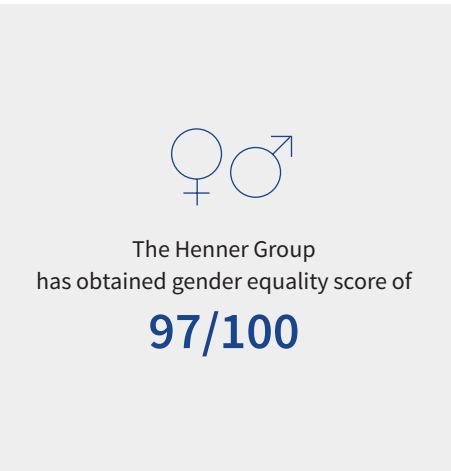 The Henner Group
has obtained gender equality score of
97/100